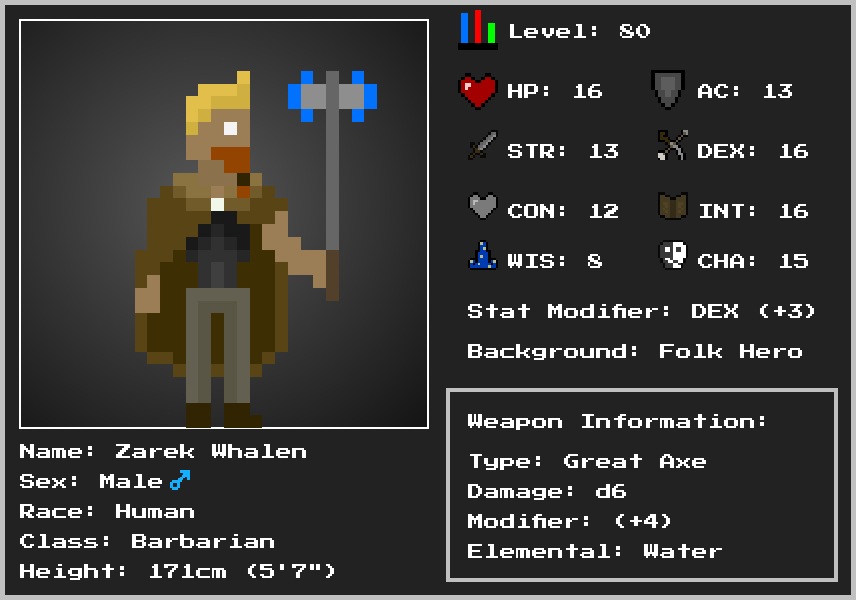 Level: 80
HP: 16
AC: 13
STR: 13
DEX: 16
CON: 12
INT: 16
WIS: 8
CHA: 15
Stat Modifier: DEX (+3)
Background: Folk Hero
Weapon Information:
Type: Great Axe
Damage: d6
Modifier: (+4)
Elemental: Water
Name: Zarek Whalen
Sex: Male♂
Race: Human
Class: Barbarian
Height: 171cm (5'7")